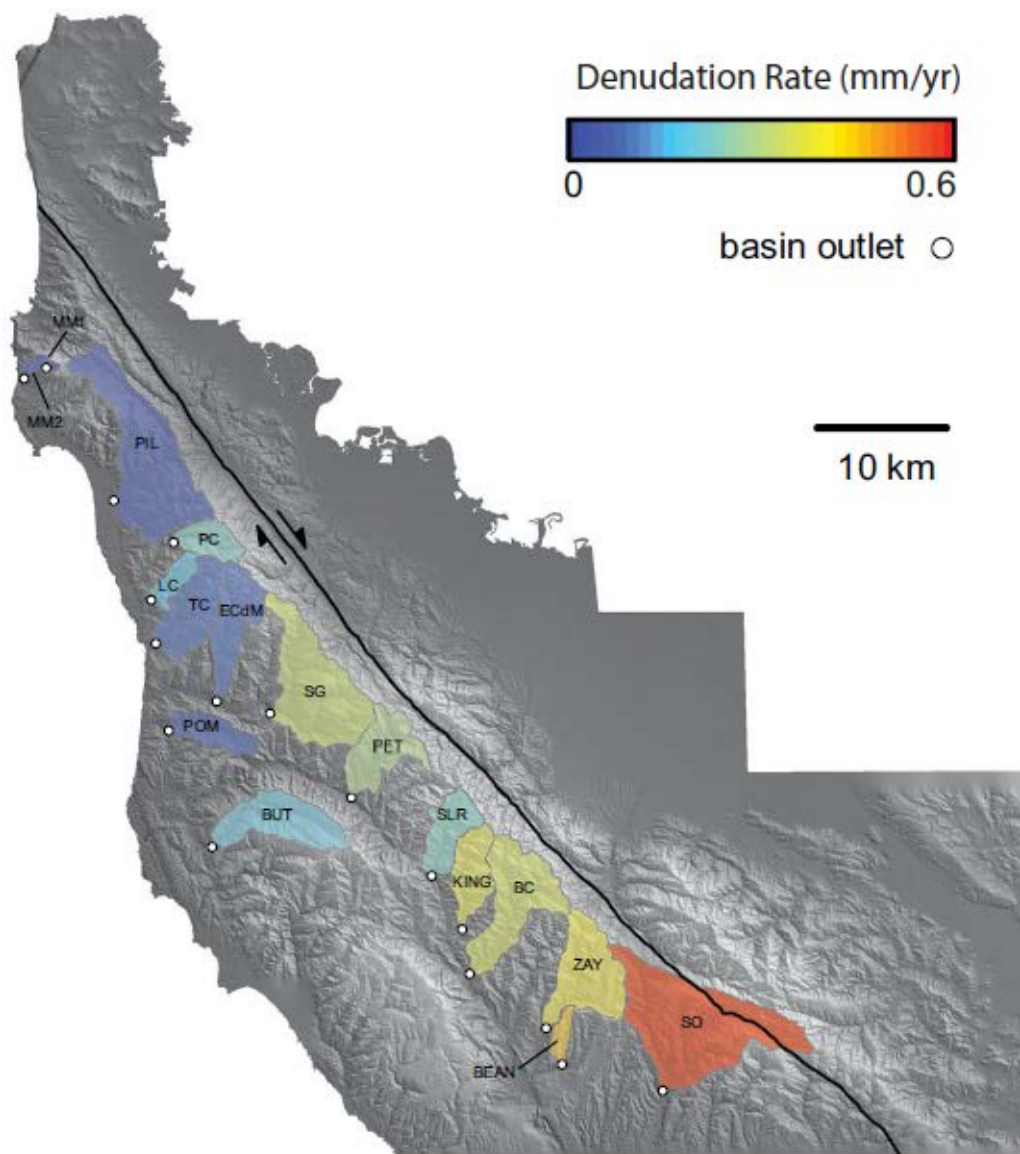 Denudation Rate (mm/yr)
0 0.6
basin outlet
10 km
MM1
MM2
PIL
PC
LC
TC
ECdM
SG
POM
PET
BUT
SLR
KING
BC
ZAY
SO
BEAN